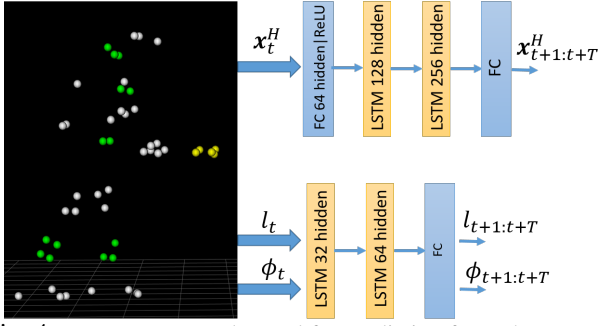 x_t^H
FC 64 hidden|ReLU
LSTM 128 hidden
LSTM 256 hidden
FC
x_{t+1:t+T}^H
l_t
ϕ_t
LSTM 32 hidden
LSTM 64 hidden
FC
l_{t+1:t+T}
ϕ_{t+1:t+T}